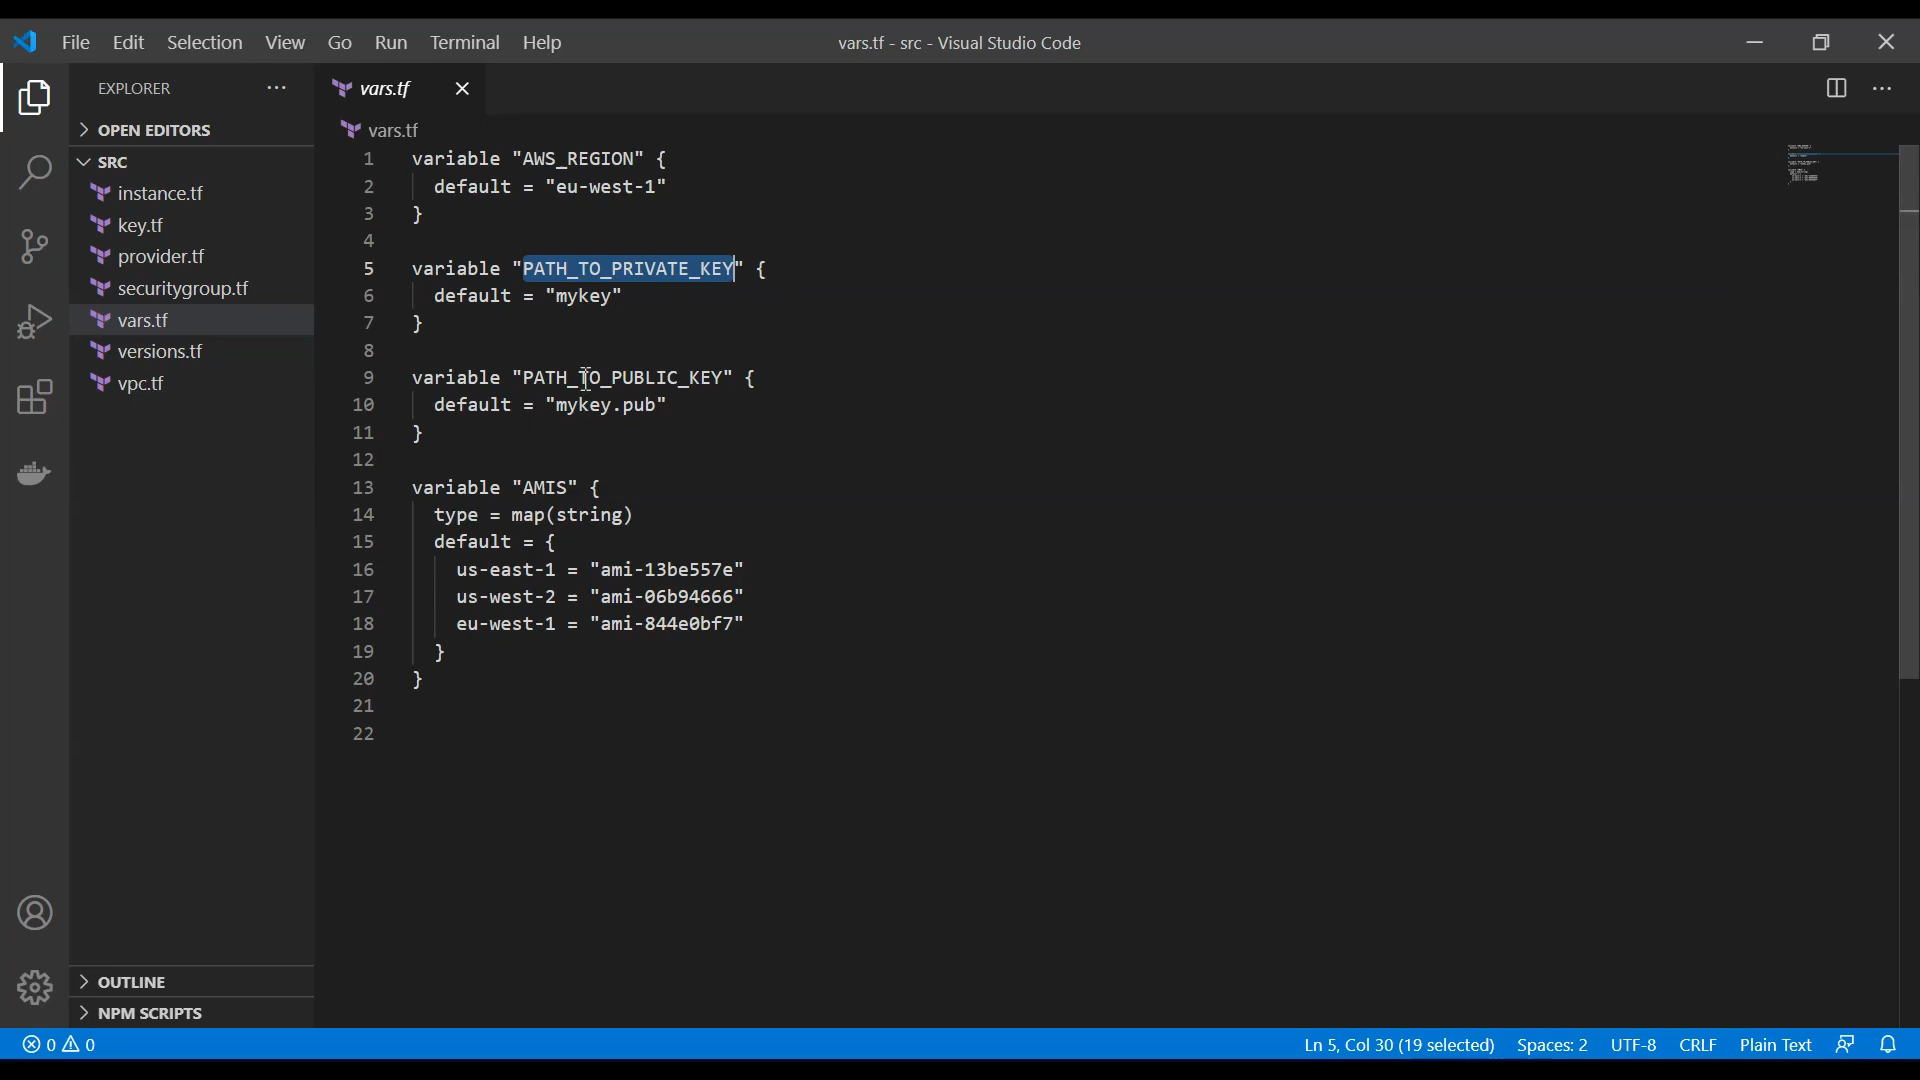 File Edit Selection View Go Run Terminal Help
vars.tf - src - Visual Studio Code
EXPLORER
OPEN EDITORS
SRC
instance.tf
key.tf
provider.tf
securitygroup.tf
vars.tf
versions.tf
vpc.tf
OUTLINE
NPM SCRIPTS
vars.tf
vars.tf
1 variable "AWS_REGION" {
2 default = "eu-west-1"
3 }
4
5 variable "PATH_TO_PRIVATE_KEY" {
6 default = "mykey"
7 }
8
9 variable "PATH_TO_PUBLIC_KEY" {
10 default = "mykey.pub"
11 }
12
13 variable "AMIS" {
14 type = map(string)
15 default = {
16 us-east-1 = "ami-13be557e"
17 us-west-2 = "ami-06b94666"
18 eu-west-1 = "ami-844e0bf7"
19 }
20 }
21
22
0 0
Ln 5, Col 30 (19 selected) Spaces: 2 UTF-8 CRLF Plain Text